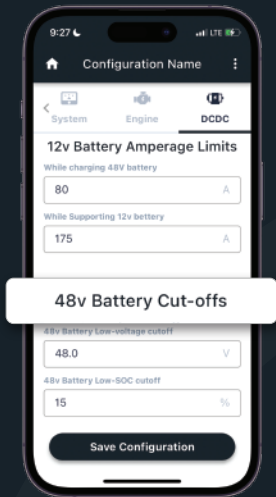 9:27
LTE
Configuration Name
System
Engine
DCDC
12v Battery Amperage Limits
While charging 48V battery
80 A
While Supporting 12v bettery
175 A
48v Battery Cut-offs
48v Battery Low-voltage cutoff
48.0 V
48v Battery Low-SOC cutoff
15 %
Save Configuration